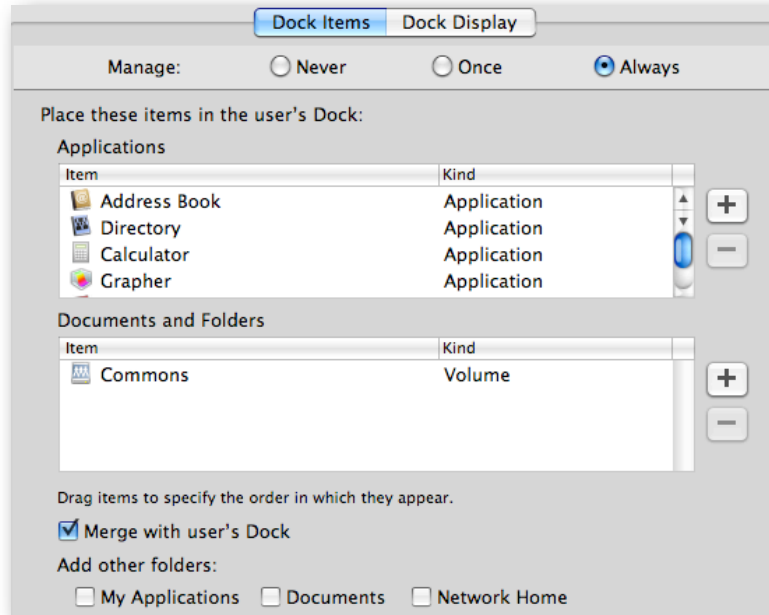 Dock Items Dock Display
Manage: Never Once Always
Place these items in the user's Dock:
Applications
Item Kind
Address Book Application
Directory Application
Calculator Application
Grapher Application
Documents and Folders
Item Kind
Commons Volume
Drag items to specify the order in which they appear.
Merge with user's Dock
Add other folders:
My Applications Documents Network Home